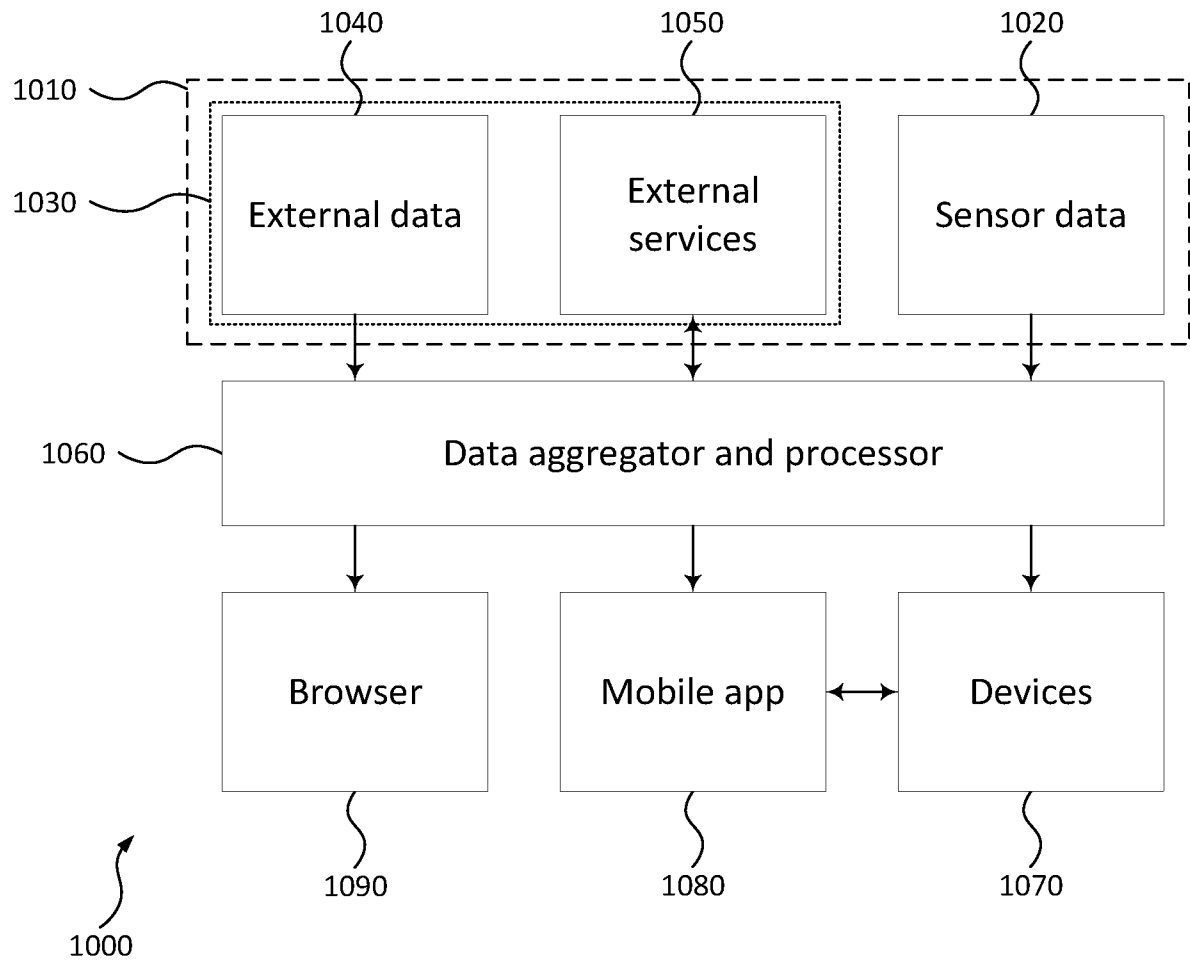 1040
1050
1020
1010
1030
External data
External
services
Sensor data
1060
Data aggregator and processor
Browser
Mobile app
Devices
1090
1080
1070
1000